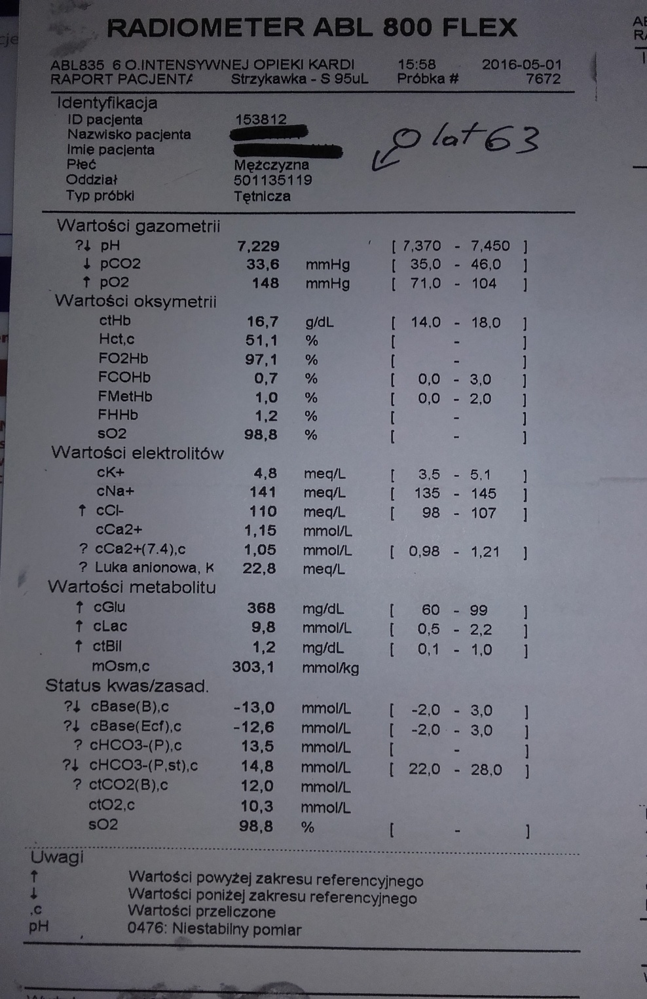 RADIOMETER ABL 800 FLEX
ABL835 6 O.INTENSYWNEJ OPIEKI KARDI 15:58 2016-05-01
RAPORT PACJENTA Strzykawka - S 95uL Próbka # 7672
Identyfikacja
ID pacjenta 153812
Nazwisko pacjenta
Imię pacjenta
lat 63
Płeć Mężczyzna
Oddział 501135119
Typ próbki Tętnicza
Wartości gazometrii
?↓ pH 7,229 [ 7,370 - 7,450 ]
↓ pCO2 33,6 mmHg [ 35,0 - 46,0 ]
↑ pO2 148 mmHg [ 71,0 - 104 ]
Wartości oksymetrii
ctHb 16,7 g/dL [ 14,0 - 18,0 ]
Hct,c 51,1 % [ - ]
FO2Hb 97,1 % [ - ]
FCOHb 0,7 % [ 0,0 - 3,0 ]
FMetHb 1,0 % [ 0,0 - 2,0 ]
FHHb 1,2 % [ - ]
sO2 98,8 % [ - ]
Wartości elektrolitów
cK+ 4,8 meq/L [ 3,5 - 5,1 ]
cNa+ 141 meq/L [ 135 - 145 ]
↑ cCl- 110 meq/L [ 98 - 107 ]
cCa2+ 1,15 mmol/L
? cCa2+(7.4),c 1,05 mmol/L [ 0,98 - 1,21 ]
? Luka anionowa, K 22,8 meq/L
Wartości metabolitu
↑ cGlu 368 mg/dL [ 60 - 99 ]
↑ cLac 9,8 mmol/L [ 0,5 - 2,2 ]
↑ ctBil 1,2 mg/dL [ 0,1 - 1,0 ]
mOsm,c 303,1 mmol/kg
Status kwas/zasad.
?↓ cBase(B),c -13,0 mmol/L [ -2,0 - 3,0 ]
?↓ cBase(Ecf),c -12,6 mmol/L [ -2,0 - 3,0 ]
? cHCO3-(P),c 13,5 mmol/L [ - ]
?↓ cHCO3-(P,st),c 14,8 mmol/L [ 22,0 - 28,0 ]
? ctCO2(B),c 12,0 mmol/L
ctO2,c 10,3 mmol/L
sO2 98,8 % [ - ]
Uwagi
↑ Wartości powyżej zakresu referencyjnego
↓ Wartości poniżej zakresu referencyjnego
,c Wartości przeliczone
pH 0476: Niestabilny pomiar